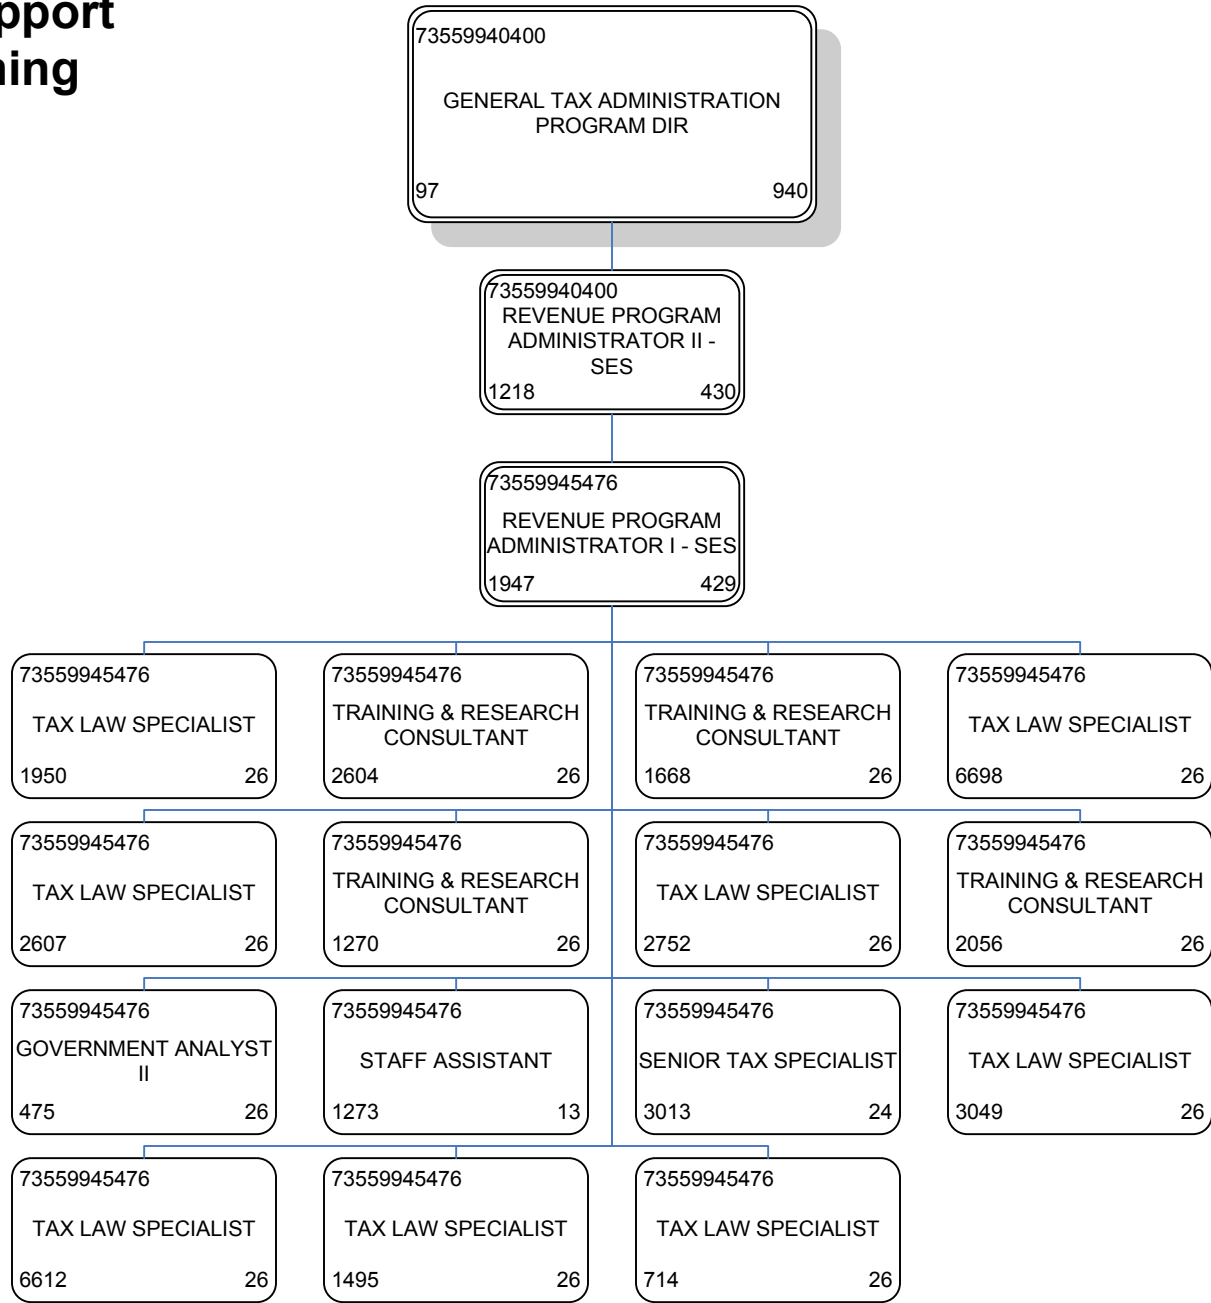 73559940400
GENERAL TAX ADMINISTRATION
PROGRAM DIR
97 940
73559940400
REVENUE PROGRAM
ADMINISTRATOR II -
SES
1218 430
73559945476
REVENUE PROGRAM
ADMINISTRATOR I - SES
1947 429
73559945476
TAX LAW SPECIALIST
1950 26
73559945476
TRAINING & RESEARCH
CONSULTANT
2604 26
73559945476
TRAINING & RESEARCH
CONSULTANT
1668 26
73559945476
TAX LAW SPECIALIST
6698 26
73559945476
TAX LAW SPECIALIST
2607 26
73559945476
TRAINING & RESEARCH
CONSULTANT
1270 26
73559945476
TAX LAW SPECIALIST
2752 26
73559945476
TRAINING & RESEARCH
CONSULTANT
2056 26
73559945476
GOVERNMENT ANALYST
II
475 26
73559945476
STAFF ASSISTANT
1273 13
73559945476
SENIOR TAX SPECIALIST
3013 24
73559945476
TAX LAW SPECIALIST
3049 26
73559945476
TAX LAW SPECIALIST
6612 26
73559945476
TAX LAW SPECIALIST
1495 26
73559945476
TAX LAW SPECIALIST
714 26